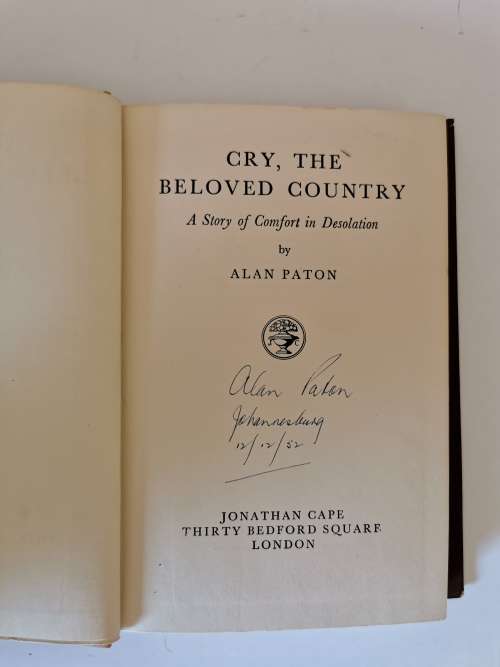 CRY, THE
BELOVED COUNTRY
A Story of Comfort in Desolation
by
ALAN PATON
Alan Paton
Johannesburg
12/12/52
JONATHAN CAPE
THIRTY BEDFORD SQUARE
LONDON